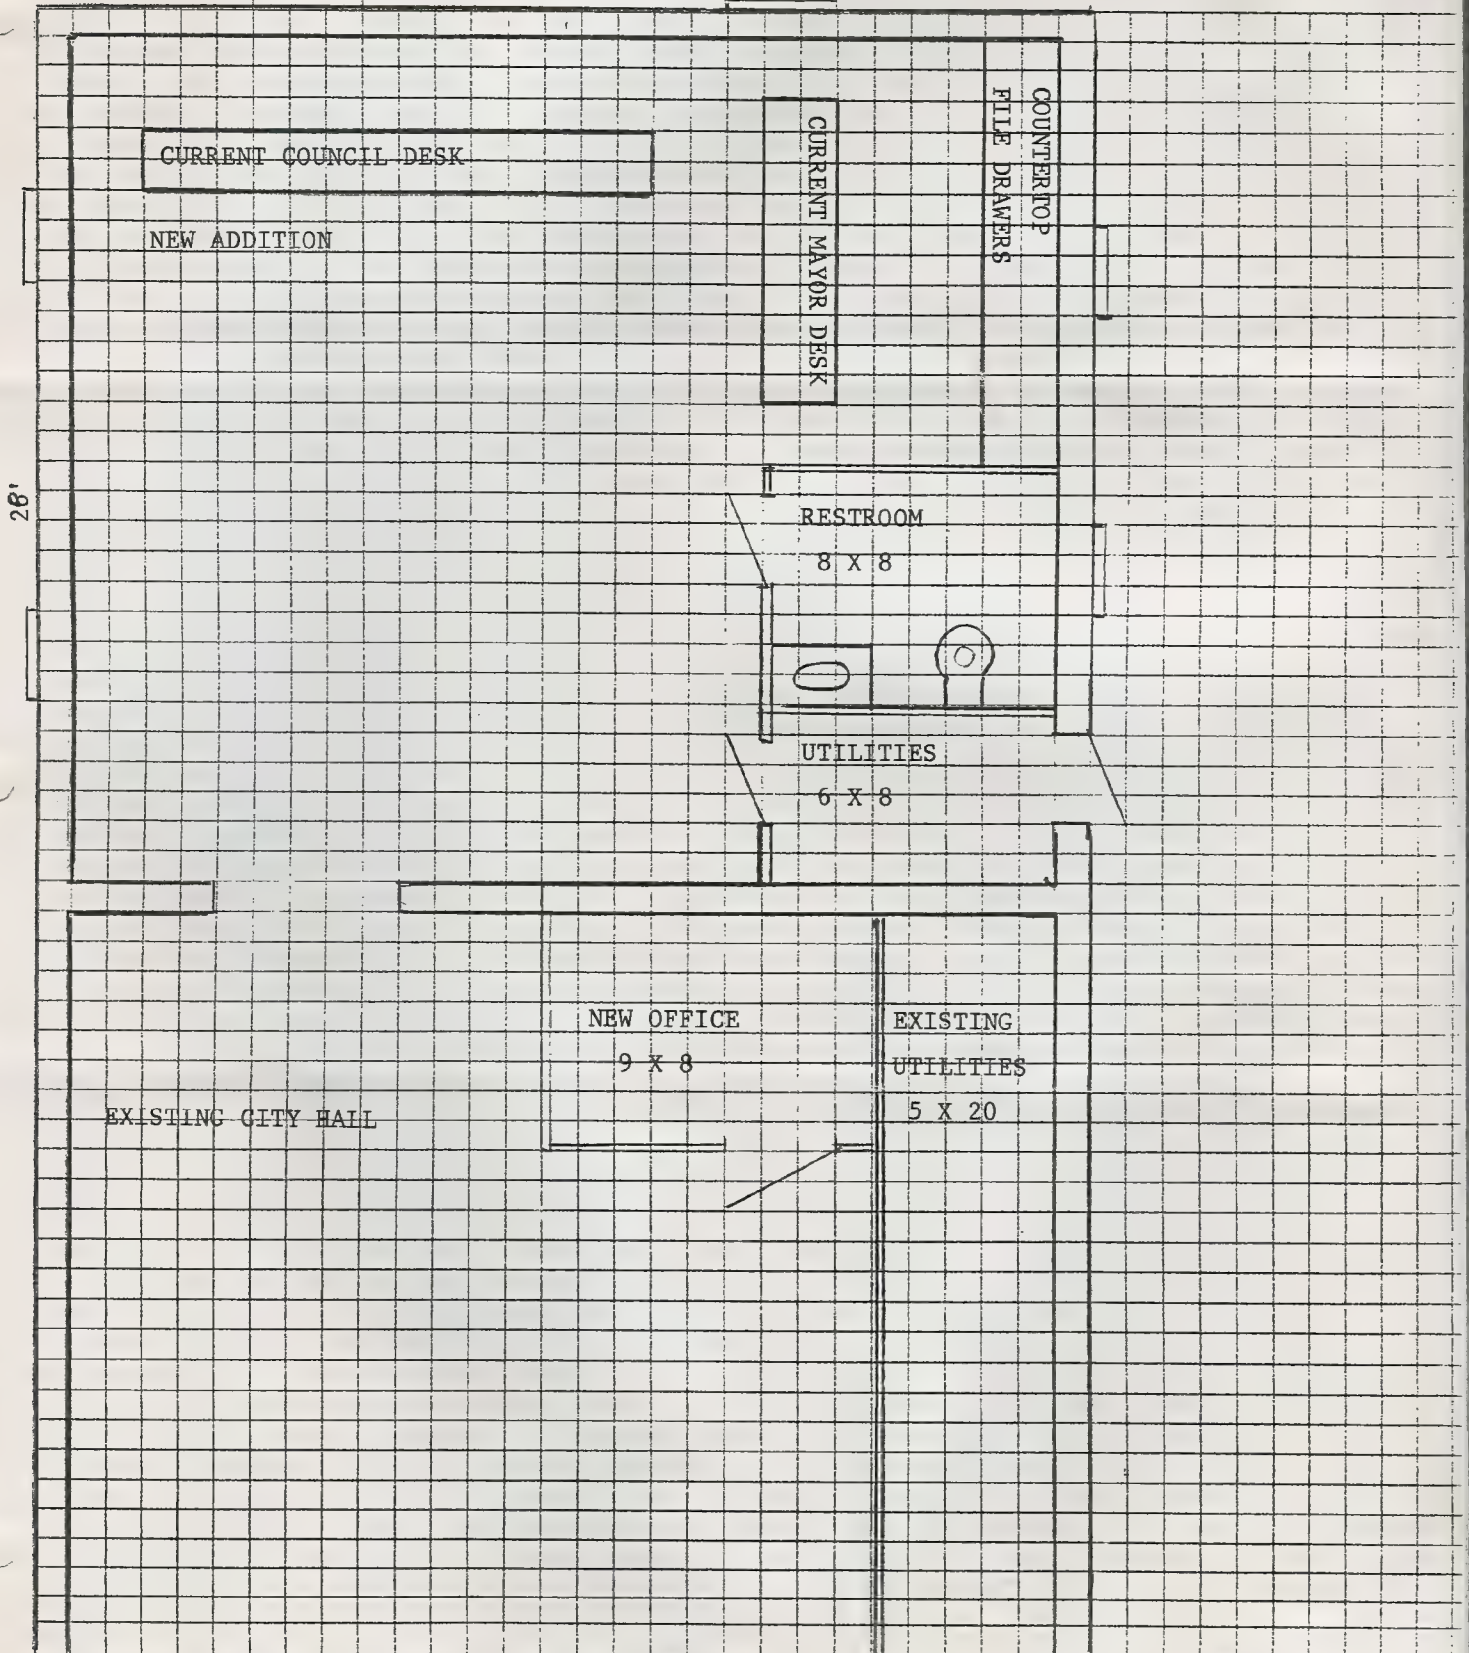 CURRENT COUNCIL DESK
NEW ADDITION
CURRENT MAYOR DESK
COUNTERTOP
FILE DRAWERS
28'
RESTROOM
8 X 8
UTILITIES
6 X 8
NEW OFFICE
9 X 8
EXISTING
UTILITIES
5 X 20
EXISTING CITY HALL